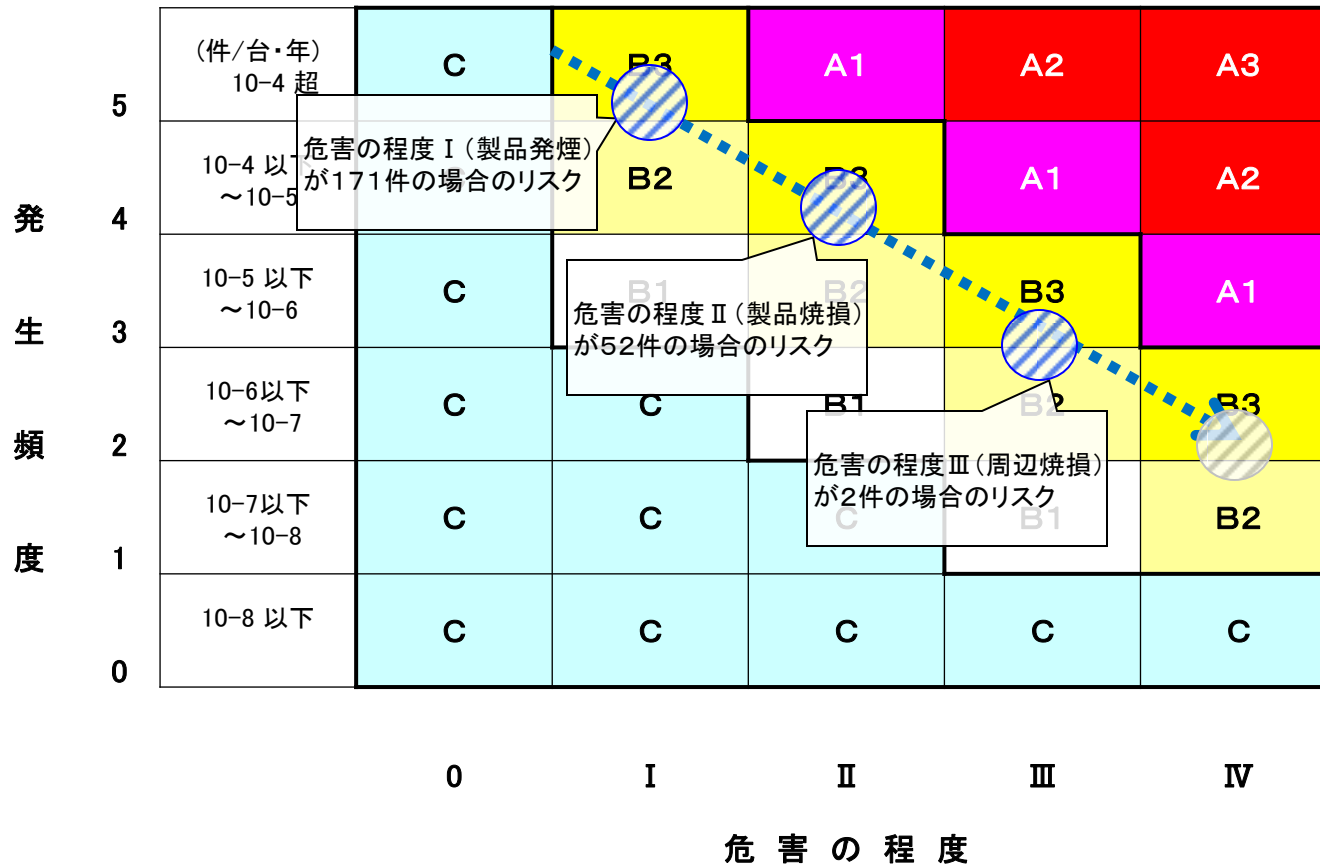 (件/台・年)
10-4 超
5
C
B3
A1
A2
A3
危害の程度Ⅰ(製品発煙)
が171件の場合のリスク
10-4 以下
~10-5
4
B2
B3
A1
A2
10-5 以下
~10-6
3
C
B1
B2
B3
A1
危害の程度Ⅱ(製品焼損)
が52件の場合のリスク
10-6以下
~10-7
2
C
C
B1
B2
B3
危害の程度Ⅲ(周辺焼損)
が2件の場合のリスク
10-7以下
~10-8
1
C
C
C
B1
B2
10-8 以下
0
C
C
C
C
C
発生頻度
0
Ⅰ
Ⅱ
Ⅲ
Ⅳ
危害の程度